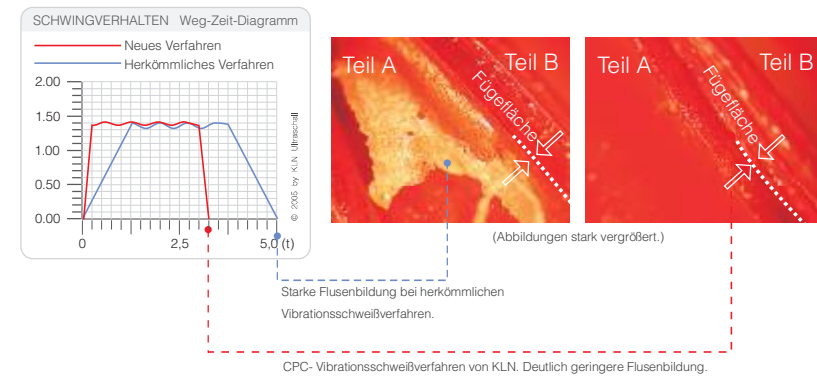 SCHWINGVERHALTEN Weg-Zeit-Diagramm
Neues Verfahren
Herkömmliches Verfahren
2.00
1.50
1.00
0.50
0.00
0 2,5 5,0 (t)
© 2005 by KLN Ultraschall
Teil A Teil B
Fügefläche
Teil A Teil B
Fügefläche
(Abbildungen stark vergrößert.)
Starke Flusenbildung bei herkömmlichen
Vibrationsschweißverfahren.
CPC- Vibrationsschweißverfahren von KLN. Deutlich geringere Flusenbildung.